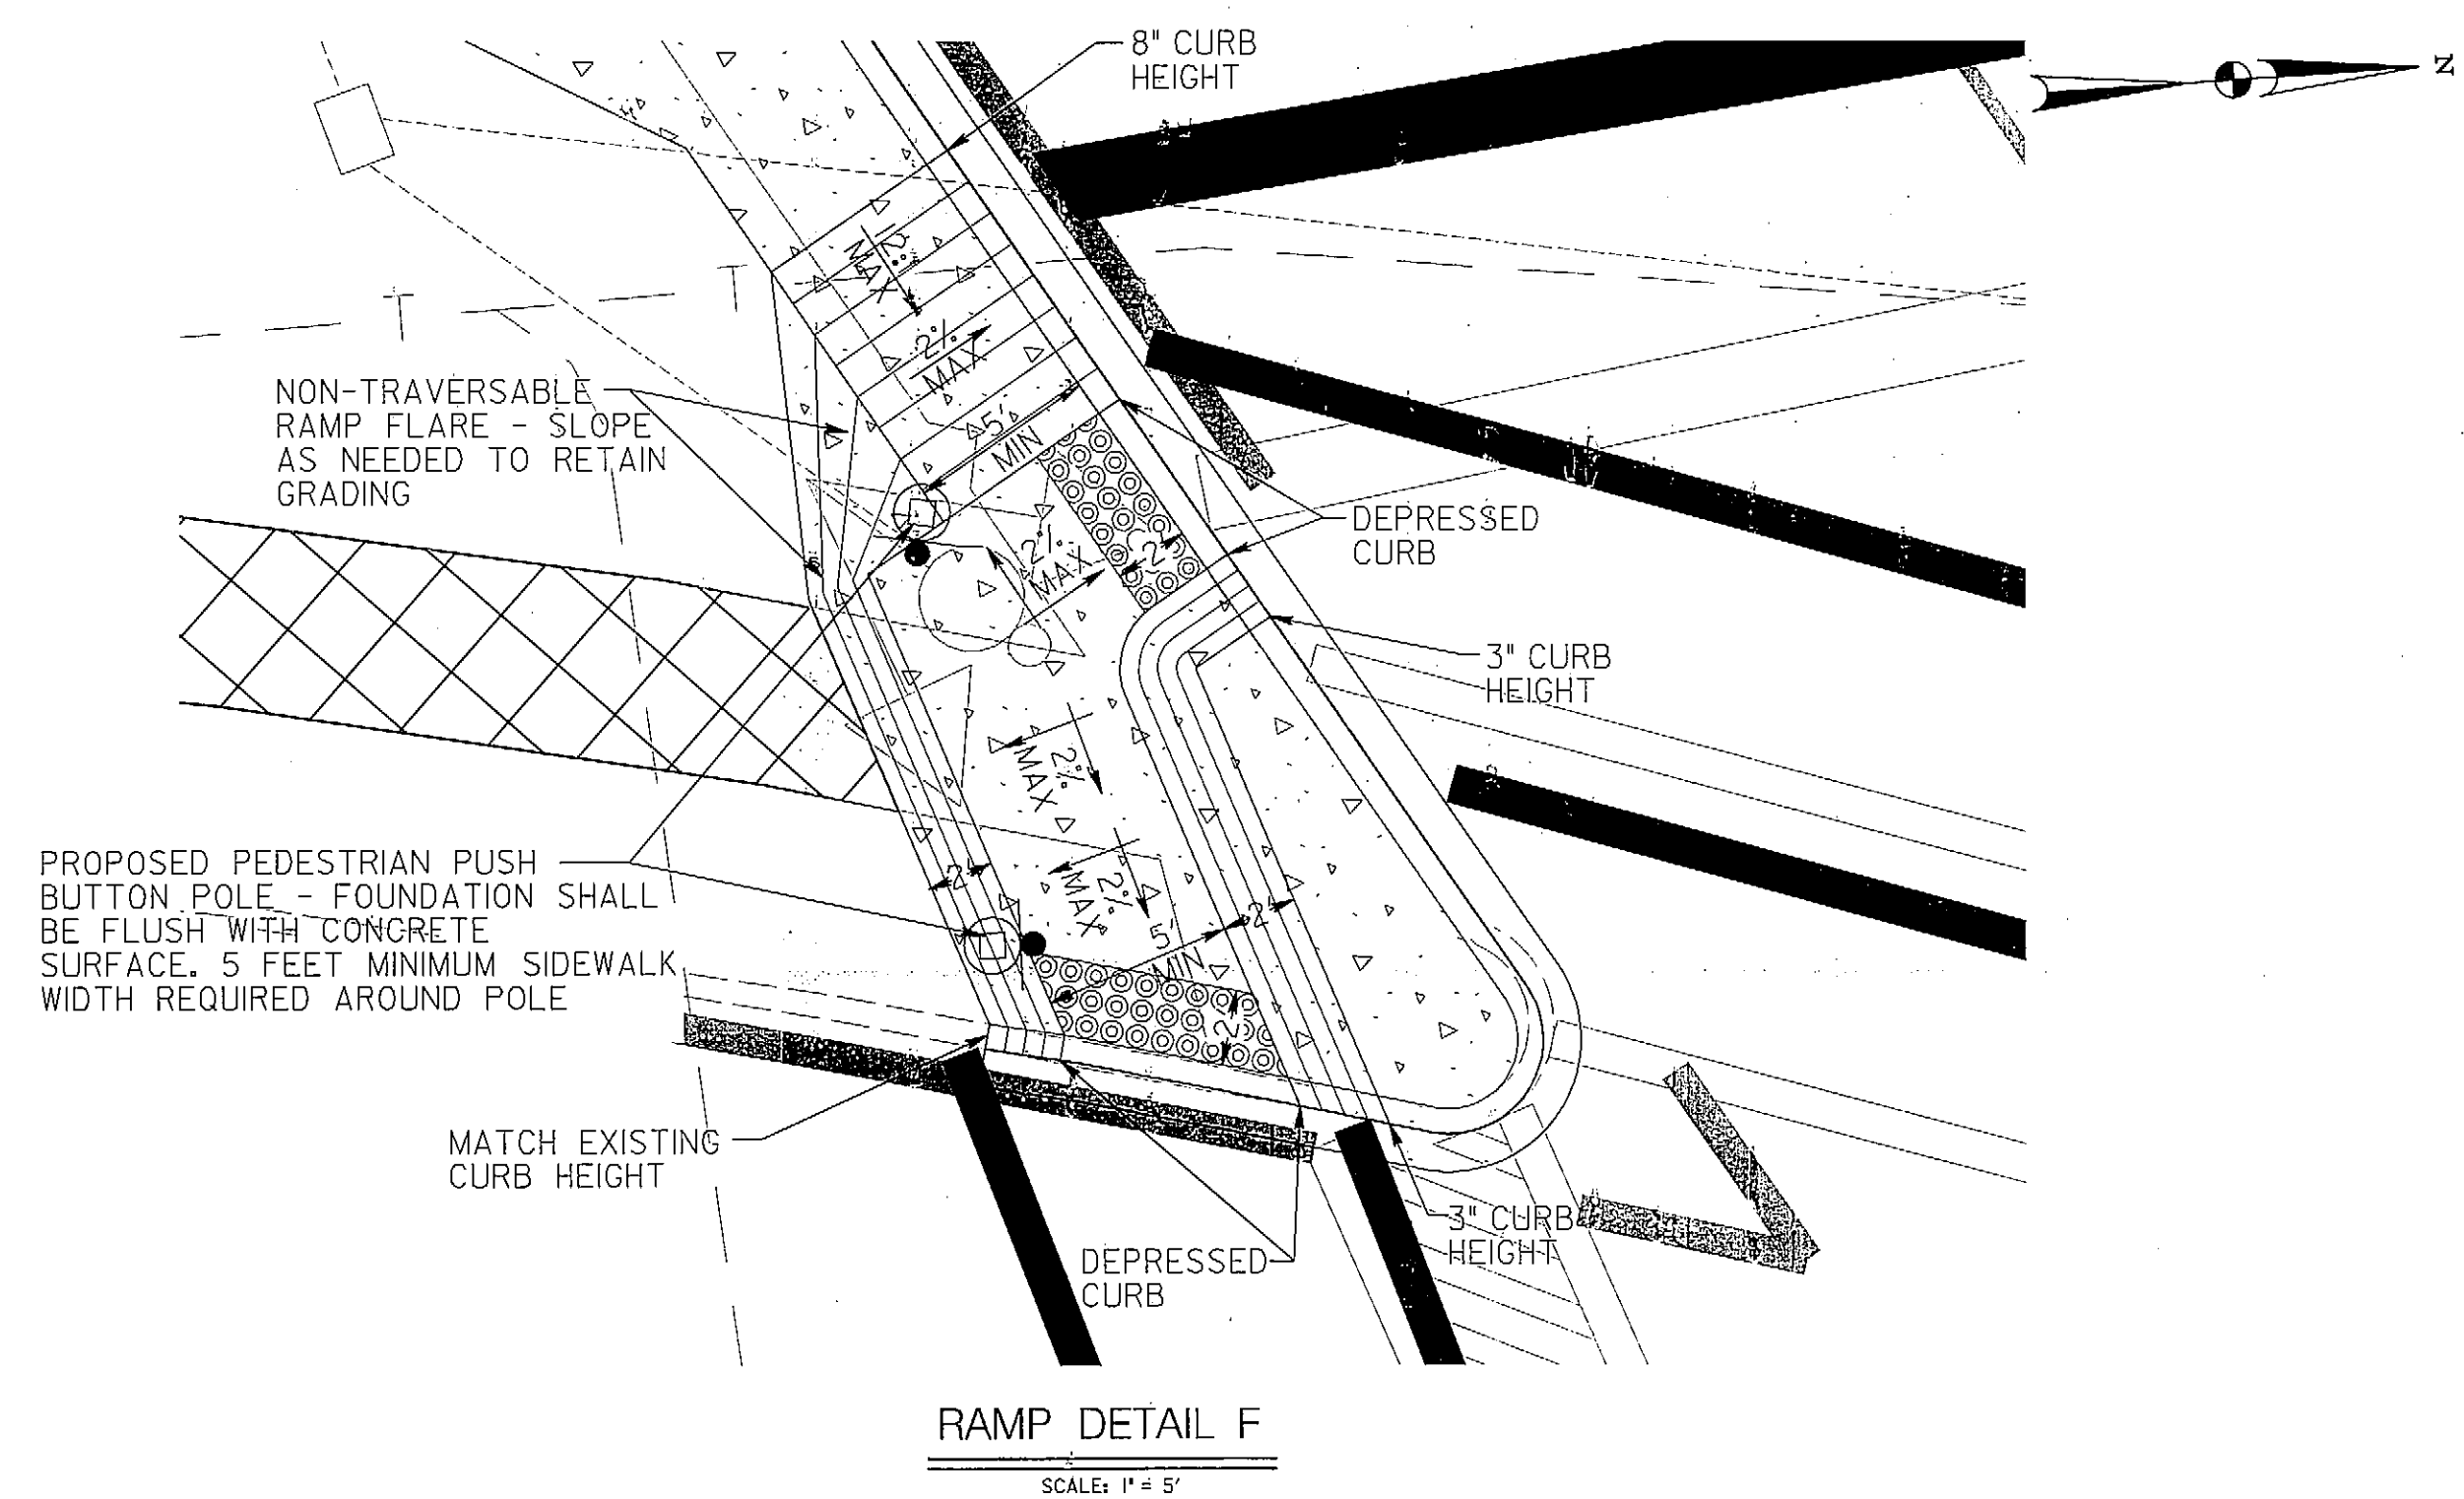 8" CURB
HEIGHT
N
12:1
MAX
2%
MAX
NON-TRAVERSABLE
RAMP FLARE - SLOPE
AS NEEDED TO RETAIN
GRADING
5'
MIN
DEPRESSED
CURB
2%
MAX
2'
3" CURB
HEIGHT
2%
MAX
PROPOSED PEDESTRIAN PUSH
BUTTON POLE - FOUNDATION SHALL
BE FLUSH WITH CONCRETE
SURFACE. 5 FEET MINIMUM SIDEWALK
WIDTH REQUIRED AROUND POLE
2'
2%
MAX
5'
MIN
2'
2'
MATCH EXISTING
CURB HEIGHT
3" CURB
HEIGHT
DEPRESSED
CURB
RAMP DETAIL F
SCALE: 1" = 5'